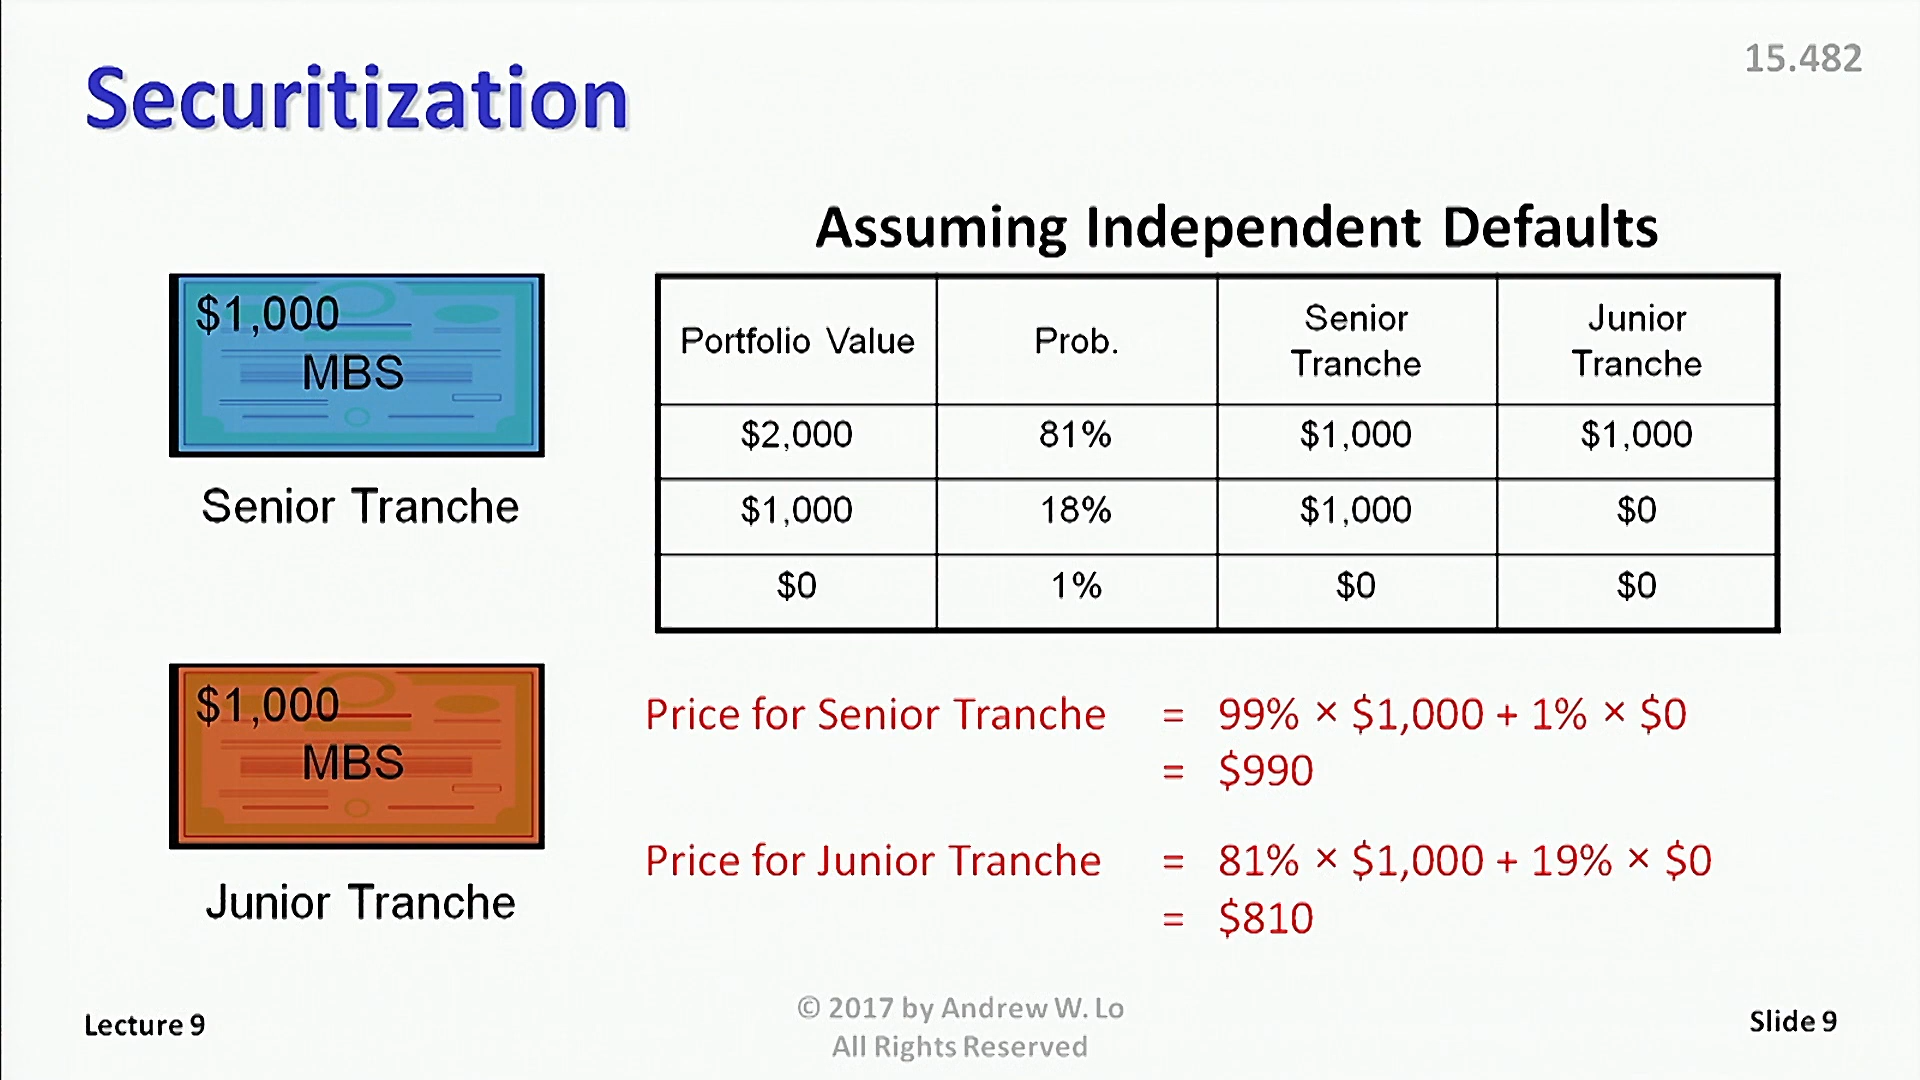 15.482
Securitization
Assuming Independent Defaults
$1,000
MBS
Senior Tranche
$1,000
MBS
Junior Tranche
Portfolio Value Prob. Senior Tranche Junior Tranche
$2,000 81% $1,000 $1,000
$1,000 18% $1,000 $0
$0 1% $0 $0
Price for Senior Tranche = 99% × $1,000 + 1% × $0
= $990
Price for Junior Tranche = 81% × $1,000 + 19% × $0
= $810
Lecture 9
© 2017 by Andrew W. Lo
All Rights Reserved
Slide 9